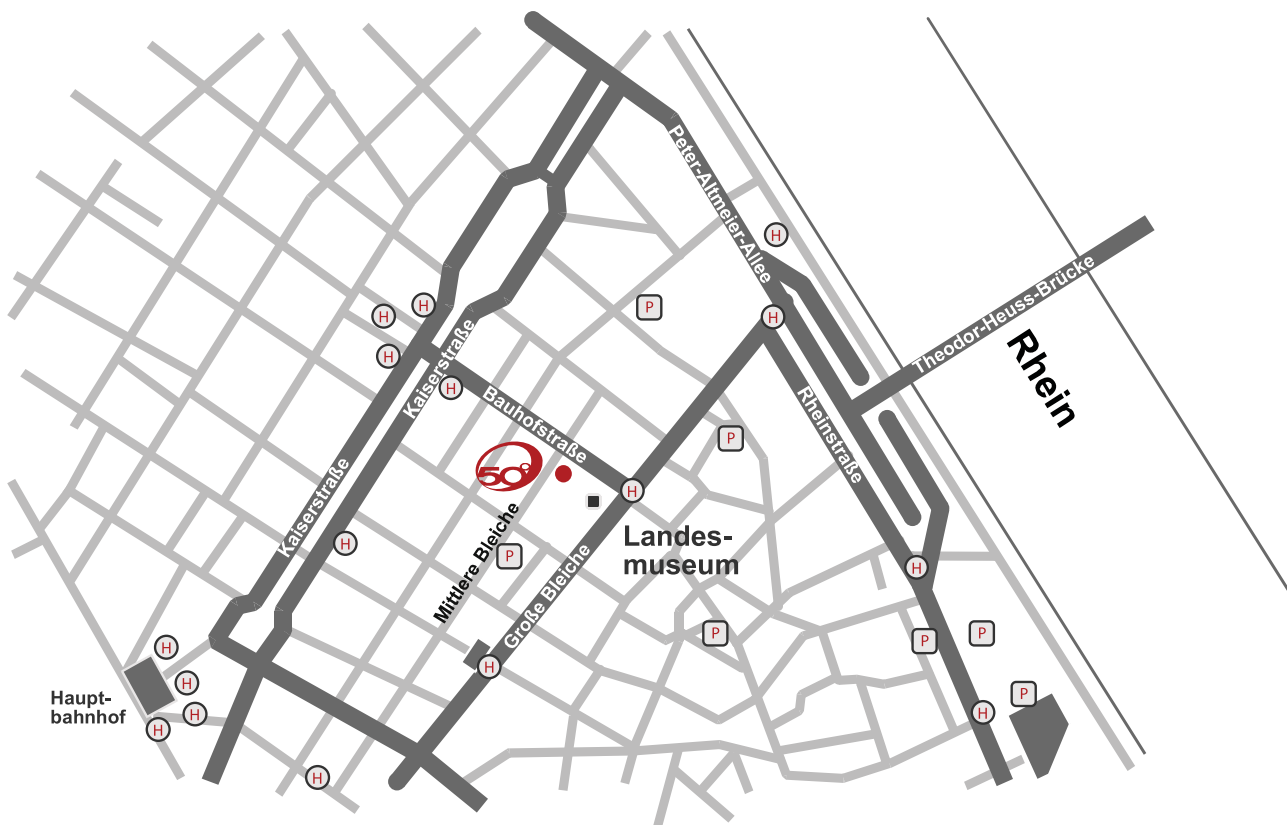 Peter-Altmeier-Allee
H
H
P
H
H
H
H
H
Theodor-Heuss-Brücke
Rhein
Kaiserstraße
Bauhofstraße
Rheinstraße
P
50°
H
Kaiserstraße
Mittlere Bleiche
P
Große Bleiche
Landes-
museum
H
H
P
P
P
H
H
P
H
H
Haupt-
bahnhof
H
H
H
H